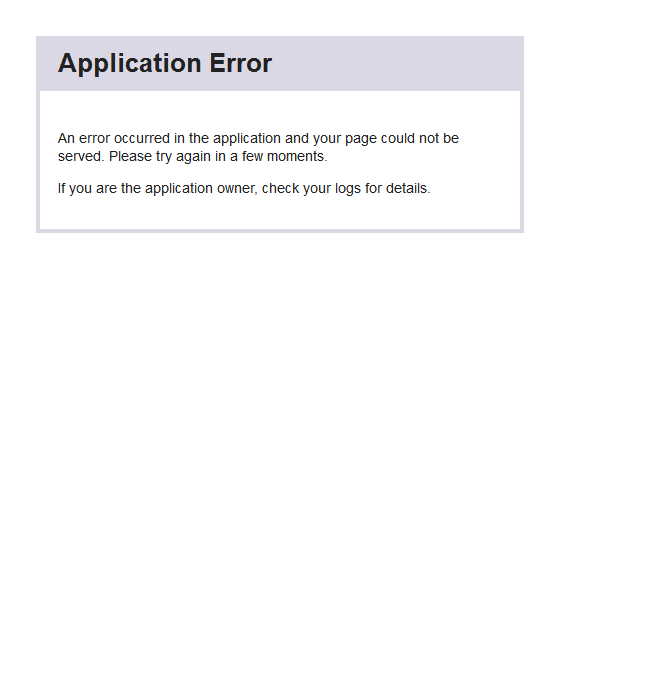 Application Error
An error occurred in the application and your page could not be
served. Please try again in a few moments.
If you are the application owner, check your logs for details.